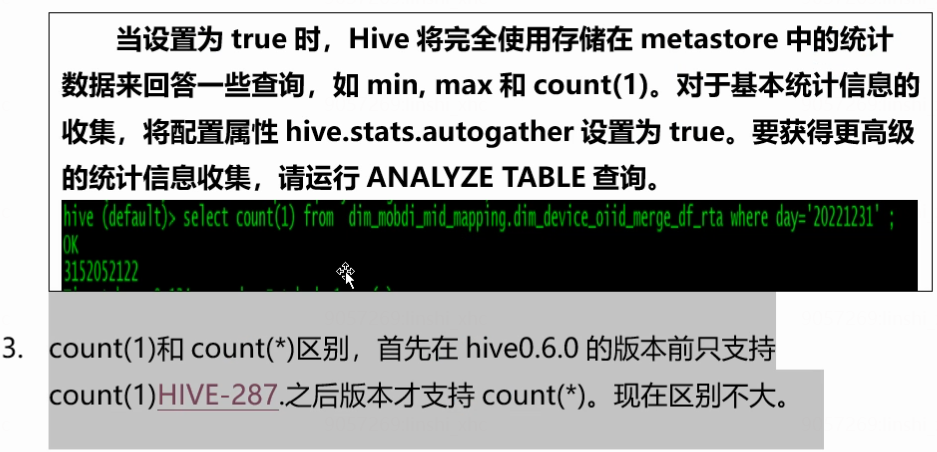 当设置为 true 时，Hive 将完全使用存储在 metastore 中的统计
数据来回答一些查询，如 min, max 和 count(1)。对于基本统计信息的
收集，将配置属性 hive.stats.autogather 设置为 true。要获得更高级
的统计信息收集，请运行 ANALYZE TABLE 查询。
hive (default)> select count(1) from `dim_mobdi_mid_mapping.dim_device_oiid_merge_df_rta where day='20221231' ;
OK
3152052122
3. count(1)和 count(*)区别，首先在 hive0.6.0 的版本前只支持
count(1)HIVE-287.之后版本才支持 count(*)。现在区别不大。